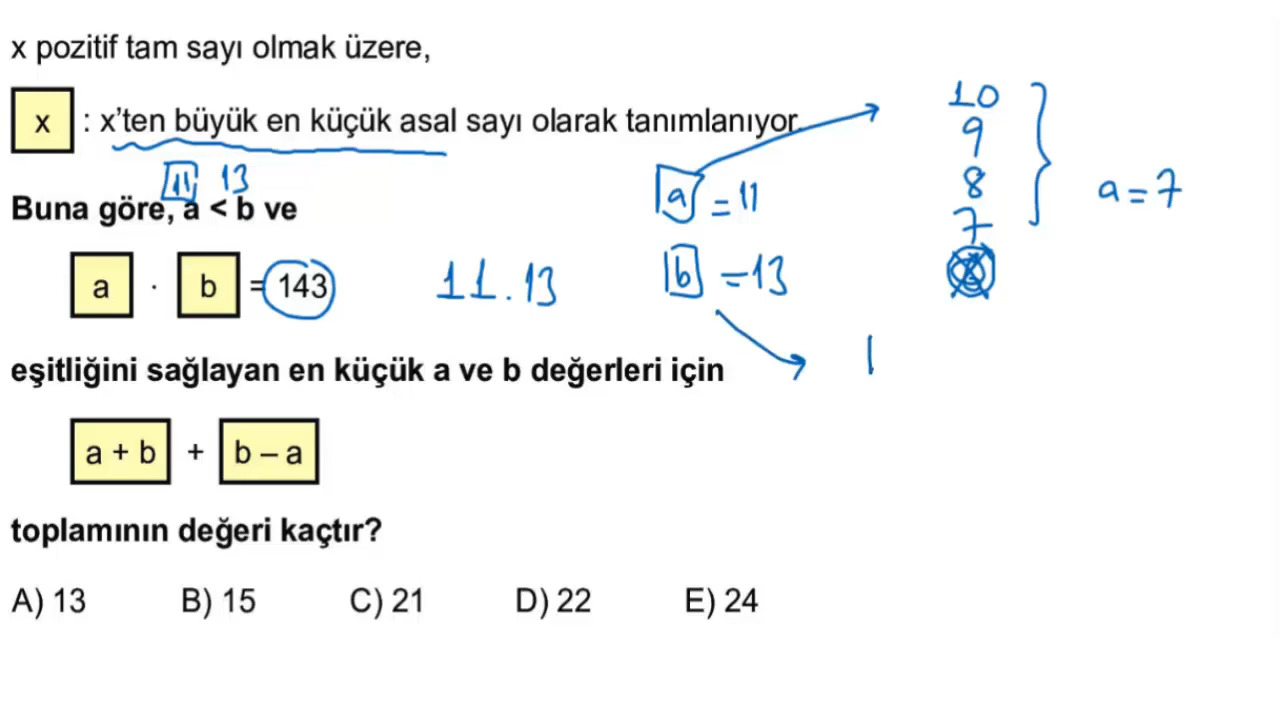 x pozitif tam sayı olmak üzere,
x : x'ten büyük en küçük asal sayı olarak tanımlanıyor.
11 13
Buna göre, a < b ve
a · b = 143
11.13
a = 11
b = 13
10
9
8
7
a = 7
1
eşitliğini sağlayan en küçük a ve b değerleri için
a + b + b – a
toplamının değeri kaçtır?
A) 13 B) 15 C) 21 D) 22 E) 24